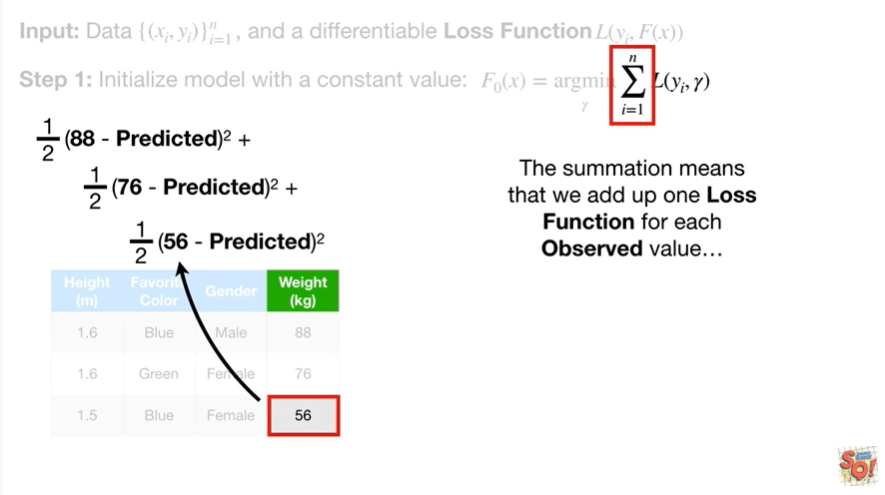 Input: Data {(xᵢ, yᵢ)}ⁿᵢ₌₁, and a differentiable Loss Function L(yᵢ, F(x))
Step 1: Initialize model with a constant value: F₀(x) = argmin γ n ∑ i=1 L(yᵢ, γ)
1/2 (88 - Predicted)² +
1/2 (76 - Predicted)² +
1/2 (56 - Predicted)²
The summation means
that we add up one Loss
Function for each
Observed value…
Height (m) Favorite Color Gender Weight (kg)
1.6 Blue Male 88
1.6 Green Female 76
1.5 Blue Female 56
SQ!